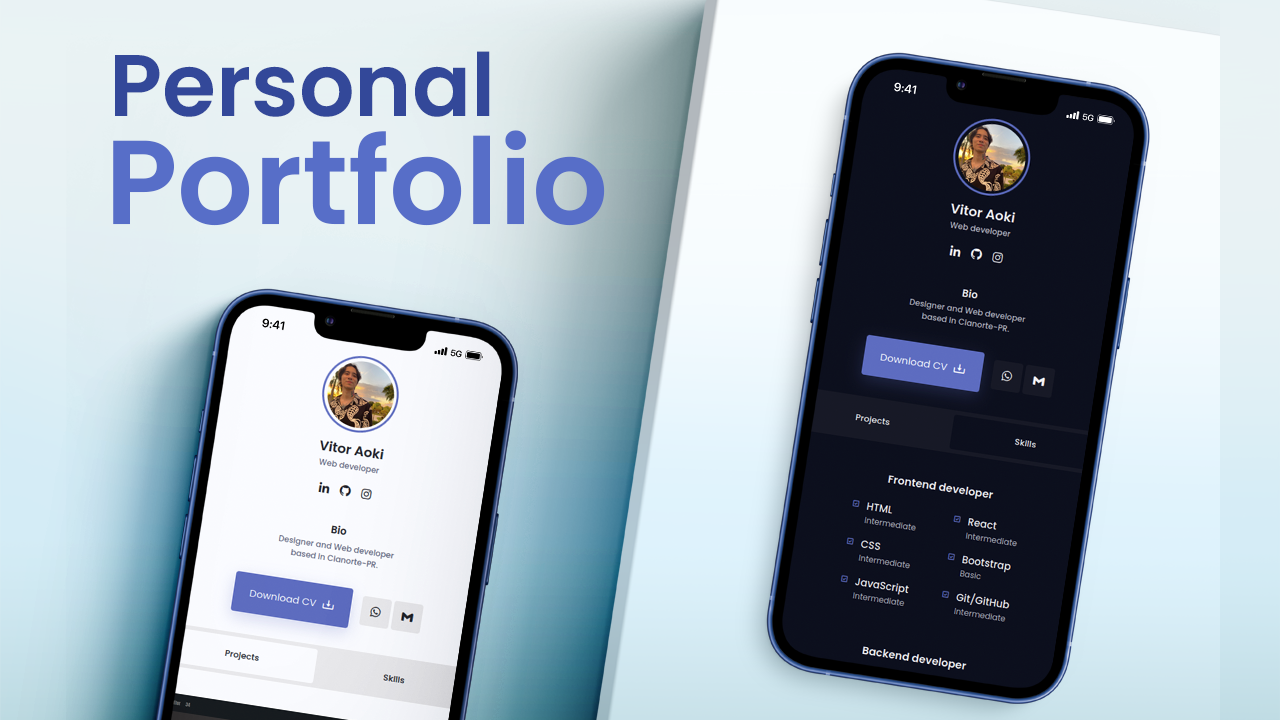 Personal
Portfolio
9:41
5G
Vitor Aoki
Web developer
in
Bio
Designer and Web developer
based in Cianorte-PR.
Download CV
Projects
Skills
9:41
5G
Vitor Aoki
Web developer
in
Bio
Designer and Web developer
based in Cianorte-PR.
Download CV
Projects
Skills
Frontend developer
HTML
Intermediate
React
Intermediate
CSS
Intermediate
Bootstrap
Basic
JavaScript
Intermediate
Git/GitHub
Intermediate
Backend developer